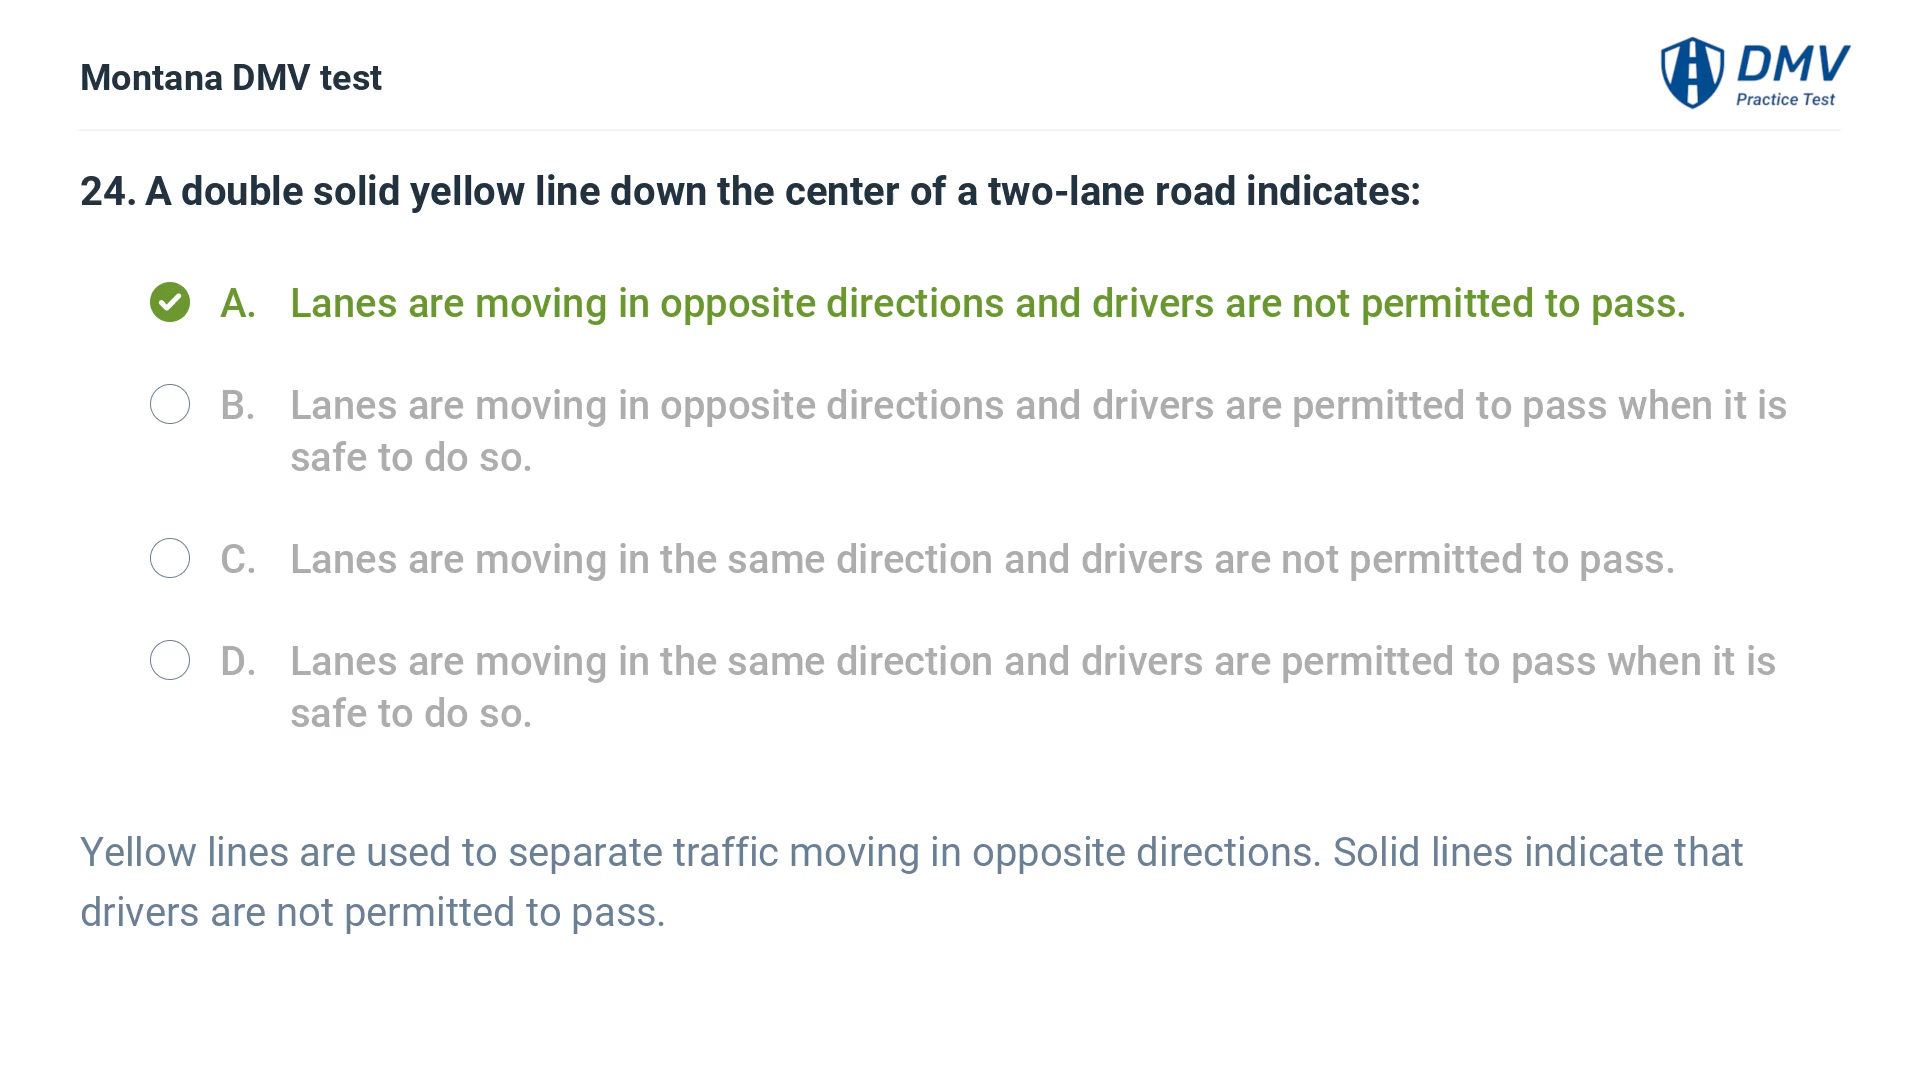 Montana DMV test
DMV
Practice Test
24. A double solid yellow line down the center of a two-lane road indicates:
A. Lanes are moving in opposite directions and drivers are not permitted to pass.
B. Lanes are moving in opposite directions and drivers are permitted to pass when it is
safe to do so.
C. Lanes are moving in the same direction and drivers are not permitted to pass.
D. Lanes are moving in the same direction and drivers are permitted to pass when it is
safe to do so.
Yellow lines are used to separate traffic moving in opposite directions. Solid lines indicate that
drivers are not permitted to pass.